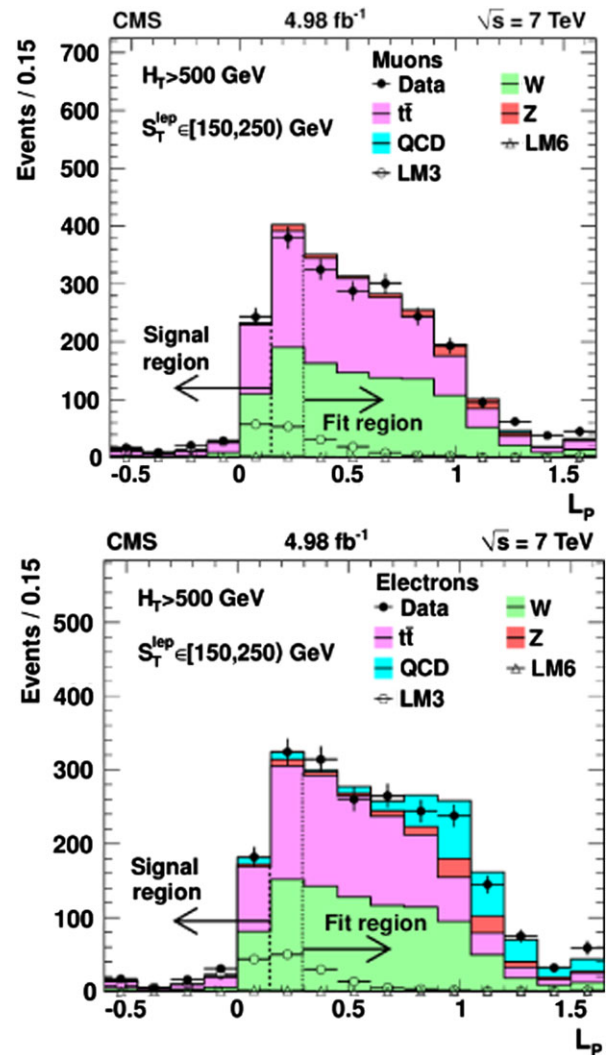 CMS 4.98 fb⁻¹ √s = 7 TeV
Events / 0.15
700
600
500
400
300
200
100
0
H_T>500 GeV
S_T^lep∈[150,250) GeV
Muons
Data W
tt̄ Z
QCD LM6
LM3
Signal
region
Fit region
-0.5 0 0.5 1 1.5
L_P
CMS 4.98 fb⁻¹ √s = 7 TeV
Events / 0.15
500
400
300
200
100
0
H_T>500 GeV
S_T^lep∈[150,250) GeV
Electrons
Data W
tt̄ Z
QCD LM6
LM3
Signal
region
Fit region
-0.5 0 0.5 1 1.5
L_P